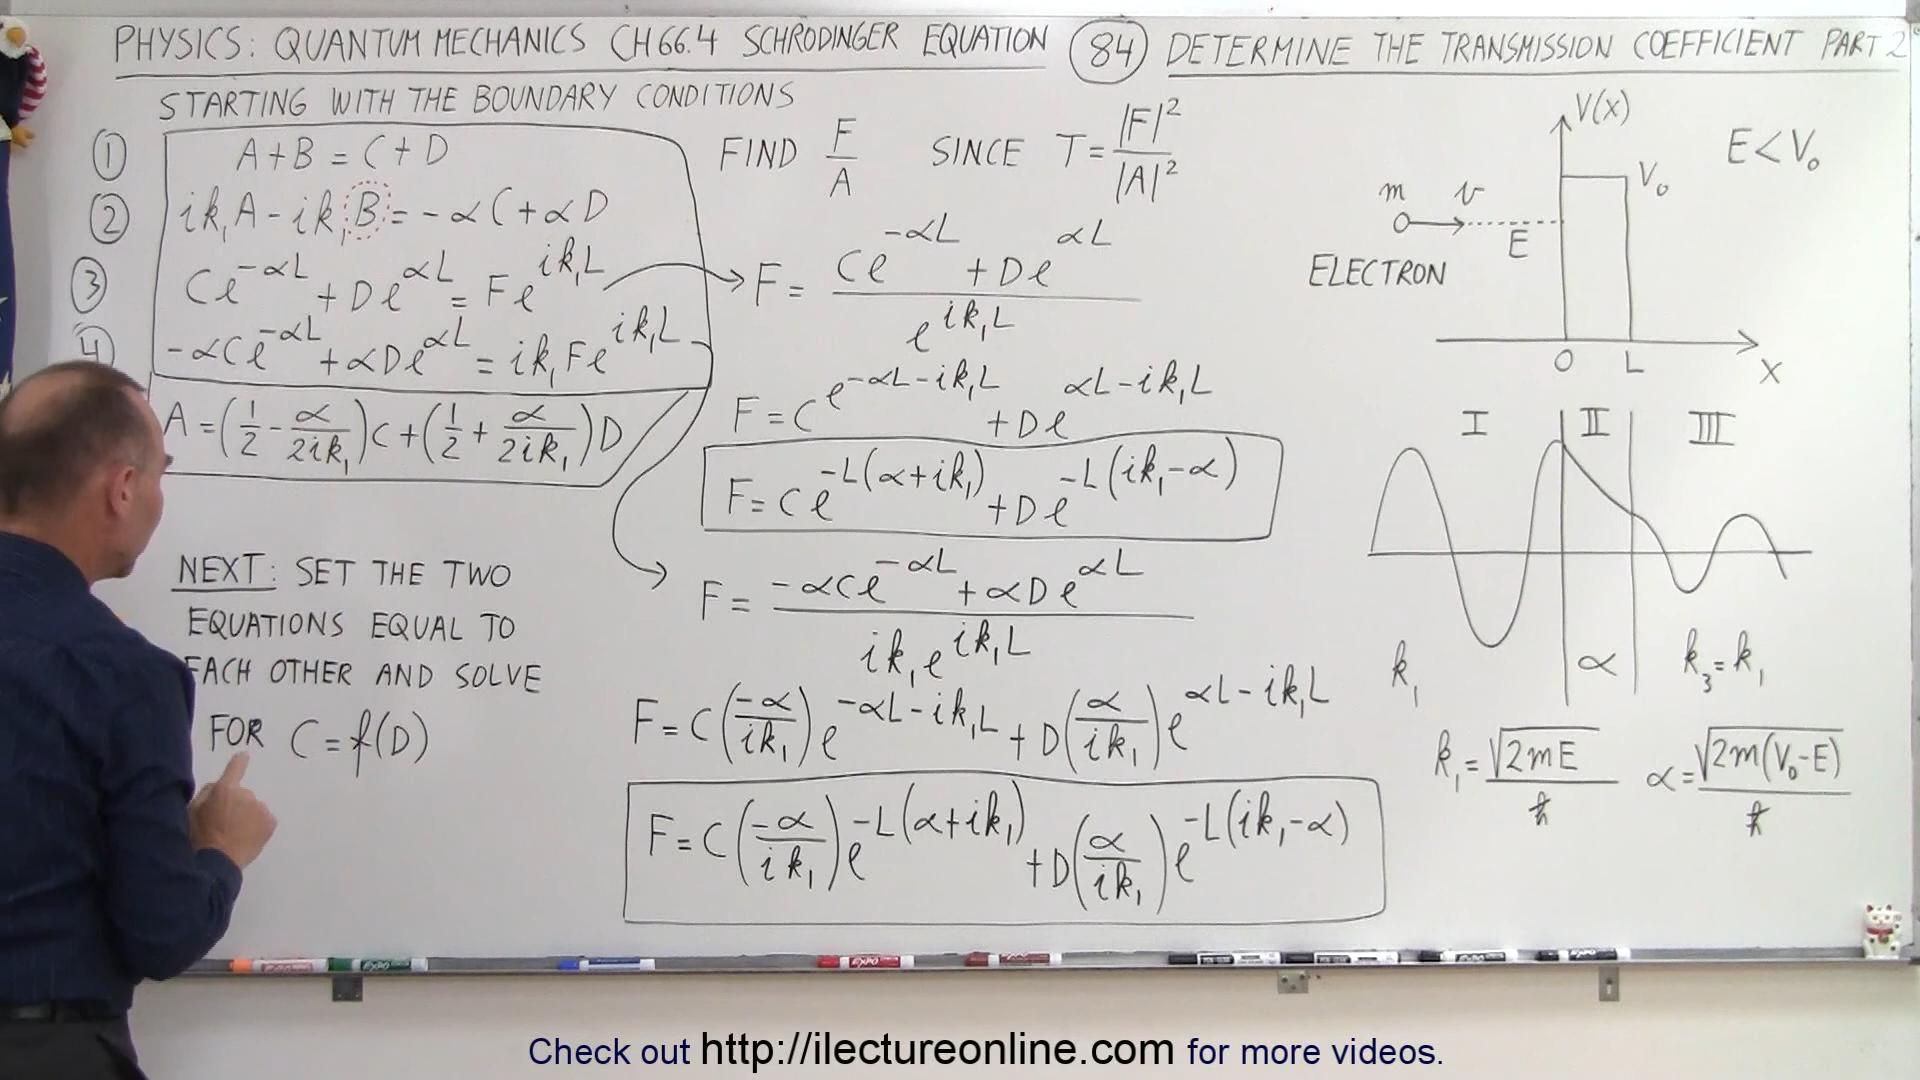 PHYSICS: QUANTUM MECHANICS CH 66.4 SCHRODINGER EQUATION (84) DETERMINE THE TRANSMISSION COEFFICIENT PART 2
STARTING WITH THE BOUNDARY CONDITIONS
① A + B = C + D
② ik₁A - ik₁B = -αC + αD
③ Ce^{-αL} + De^{αL} = Fe^{ik₁L}
④ -αCe^{-αL} + αDe^{αL} = ik₁Fe^{ik₁L}
A = (1/2 - α/2ik₁)C + (1/2 + α/2ik₁)D
NEXT: SET THE TWO
EQUATIONS EQUAL TO
EACH OTHER AND SOLVE
FOR C = f(D)
FIND F/A SINCE T = |F|²/|A|²
F = (Ce^{-αL} + De^{αL})/e^{ik₁L}
F = Ce^{-αL-ik₁L} + De^{αL-ik₁L}
F = Ce^{-L(α+ik₁)} + De^{-L(ik₁-α)}
F = (-αCe^{-αL} + αDe^{αL})/(ik₁e^{ik₁L})
F = C(-α/ik₁)e^{-αL-ik₁L} + D(α/ik₁)e^{αL-ik₁L}
F = C(-α/ik₁)e^{-L(α+ik₁)} + D(α/ik₁)e^{-L(ik₁-α)}
V(x)
E < V₀
V₀
m v
E
ELECTRON
O L X
I II III
k₁ α k₃ = k₁
k₁ = √(2mE)/ħ α = √(2m(V₀-E))/ħ
Check out http://ilectureonline.com for more videos.